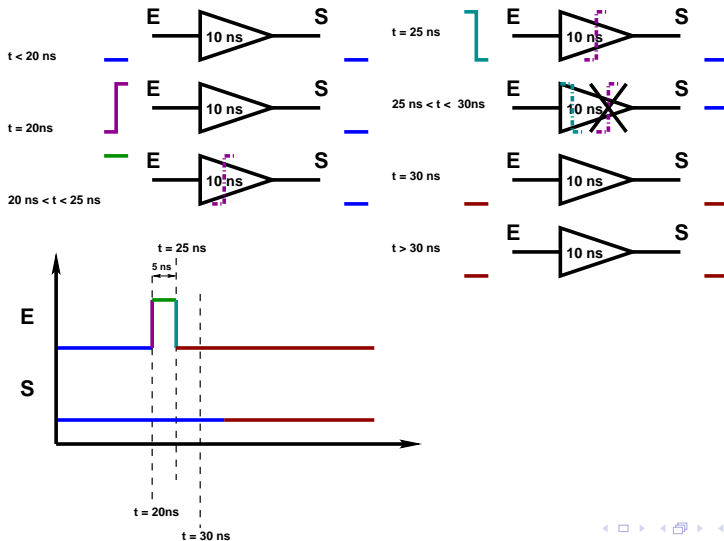 E S
10 ns
t < 20 ns
E S
10 ns
t = 20ns
E S
10 ns
20 ns < t < 25 ns
E S
t = 25 ns
10 ns
E S
25 ns < t < 30ns
10 ns
E S
t = 30 ns
10 ns
E S
t > 30 ns
10 ns
t = 25 ns
5 ns
E
S
t = 20ns
t = 30 ns